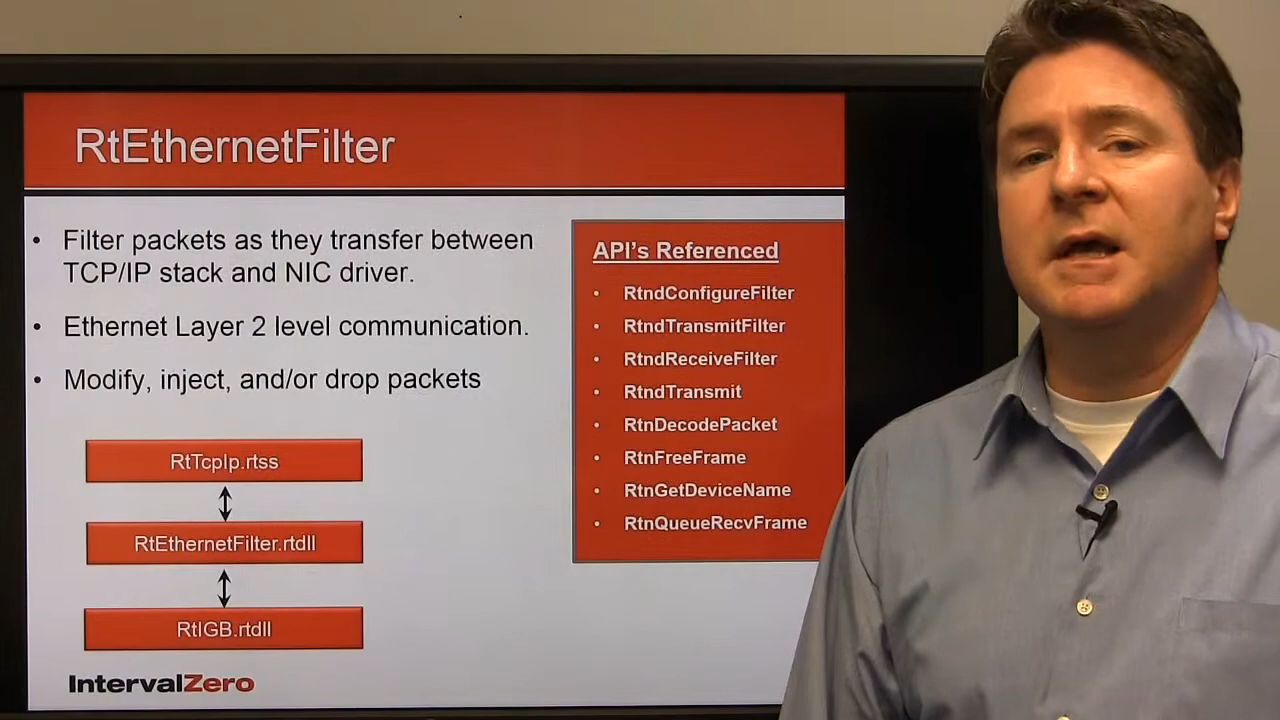 RtEthernetFilter
• Filter packets as they transfer between
TCP/IP stack and NIC driver.
• Ethernet Layer 2 level communication.
• Modify, inject, and/or drop packets
RtTcpIp.rtss
RtEthernetFilter.rtdll
RtIGB.rtdll
IntervalZero
API's Referenced
• RtndConfigureFilter
• RtndTransmitFilter
• RtndReceiveFilter
• RtndTransmit
• RtnDecodePacket
• RtnFreeFrame
• RtnGetDeviceName
• RtnQueueRecvFrame